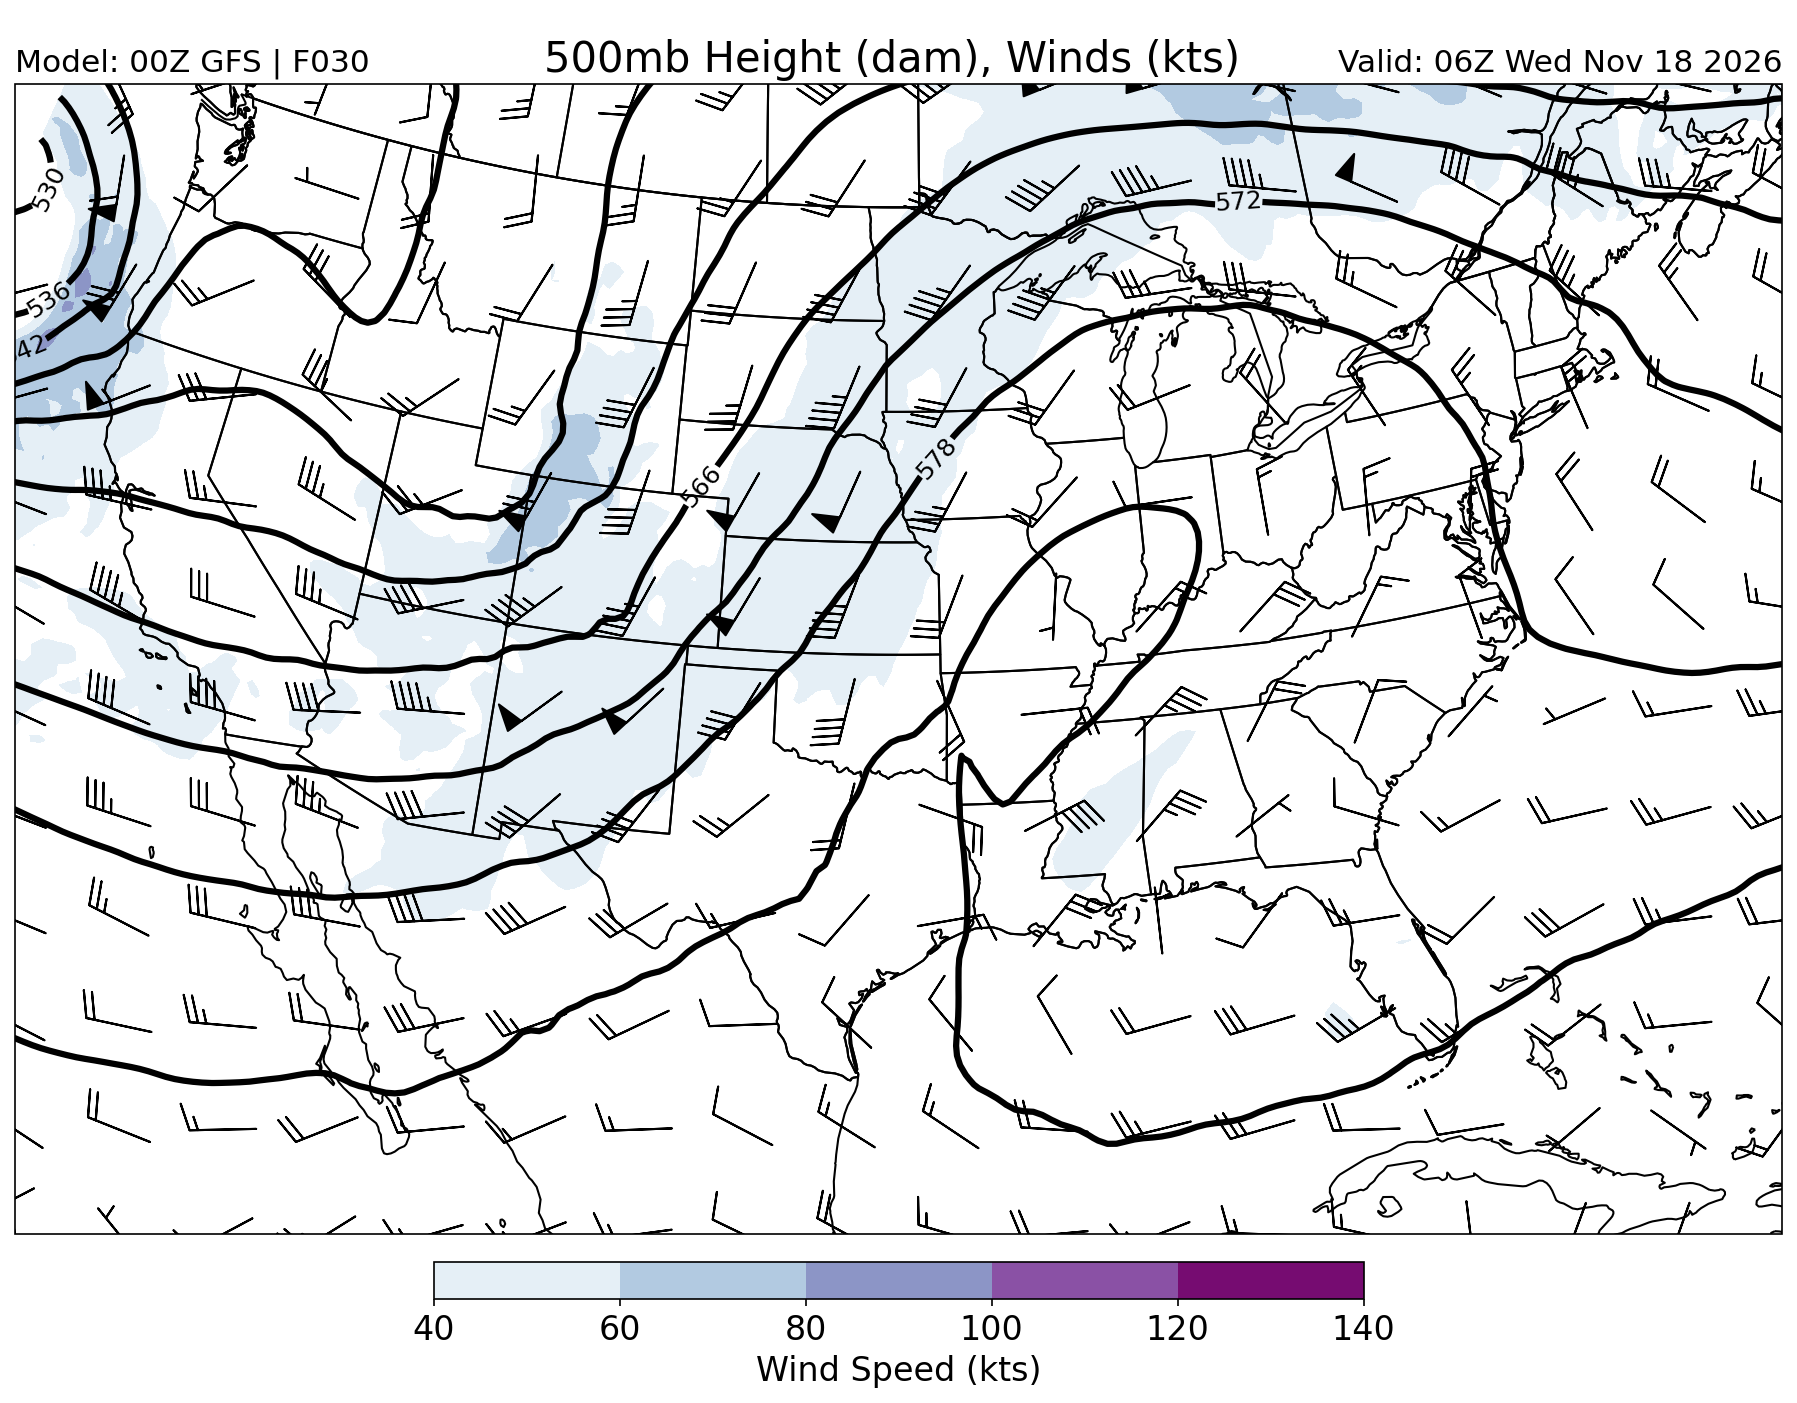 Model: 00Z GFS | F030
500mb Height (dam), Winds (kts)
Valid: 06Z Wed Nov 18 2026
530
536
42
572
578
566
40 60 80 100 120 140
Wind Speed (kts)